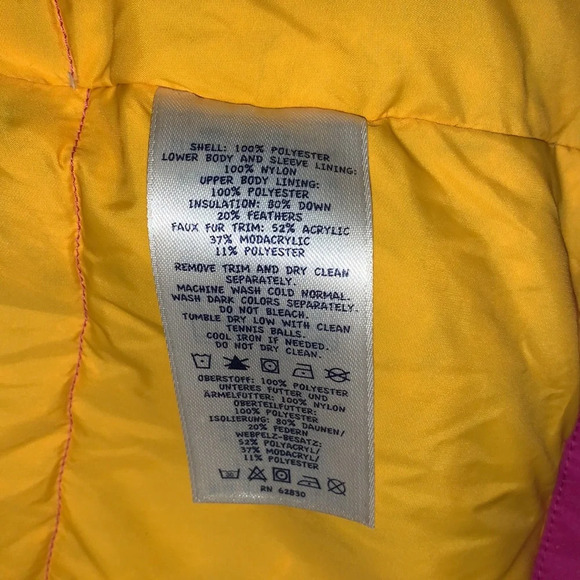 SHELL: 100% POLYESTER
LOWER BODY AND SLEEVE LINING:
100% NYLON
UPPER BODY LINING:
100% POLYESTER
INSULATION: 80% DOWN
20% FEATHERS
FAUX FUR TRIM: 52% ACRYLIC
37% MODACRYLIC
11% POLYESTER
REMOVE TRIM AND DRY CLEAN
SEPARATELY.
MACHINE WASH COLD NORMAL.
WASH DARK COLORS SEPARATELY.
DO NOT BLEACH.
TUMBLE DRY LOW WITH CLEAN
TENNIS BALLS.
COOL IRON IF NEEDED.
DO NOT DRY CLEAN.
OBERSTOFF: 100% POLYESTER
UNTERES FUTTER UND
ÄRMELFUTTER: 100% NYLON
OBERTEILFUTTER:
100% POLYESTER
ISOLIERUNG: 80% DAUNEN/
20% FEDERN
WEBPELZ-BESATZ:
52% POLYACRYL/
37% MODACRYL/
11% POLYESTER
RN 62830